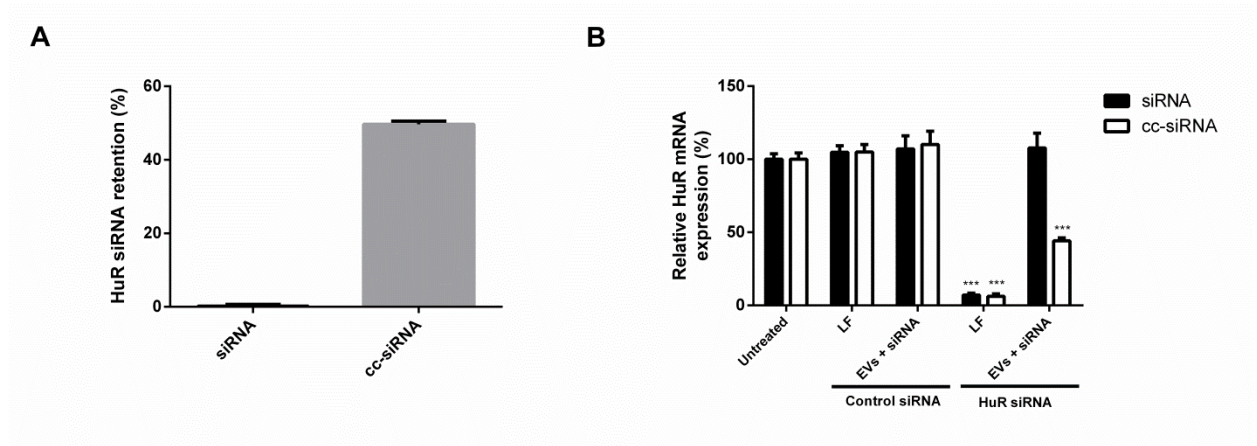 A
HuR siRNA retention (%)
60
40
20
0
siRNA
cc-siRNA
B
Relative HuR mRNA
expression (%)
150
100
50
0
siRNA
cc-siRNA
*** ***
***
Untreated
LF
EVs + siRNA
LF
EVs + siRNA
Control siRNA
HuR siRNA